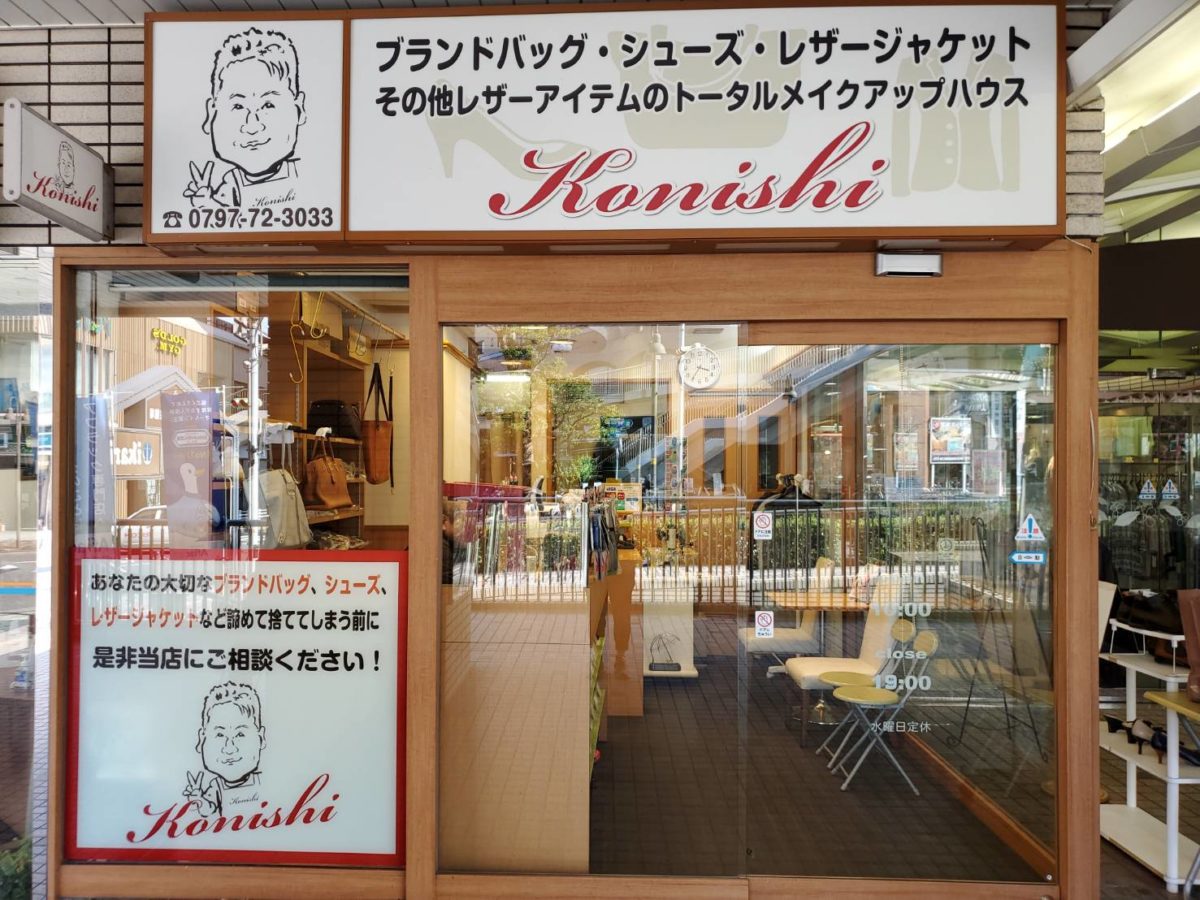 ブランドバッグ・シューズ・レザージャケット
その他レザーアイテムのトータルメイクアップハウス
Konishi
Konishi
☎ 0797-72-3033
Konishi
GOLD'S
GYM
ikari
10:00
close
19:00
水曜日定休
あなたの大切なブランドバッグ、シューズ、
レザージャケットなど諦めて捨ててしまう前に
是非当店にご相談ください！
Konishi
Konishi